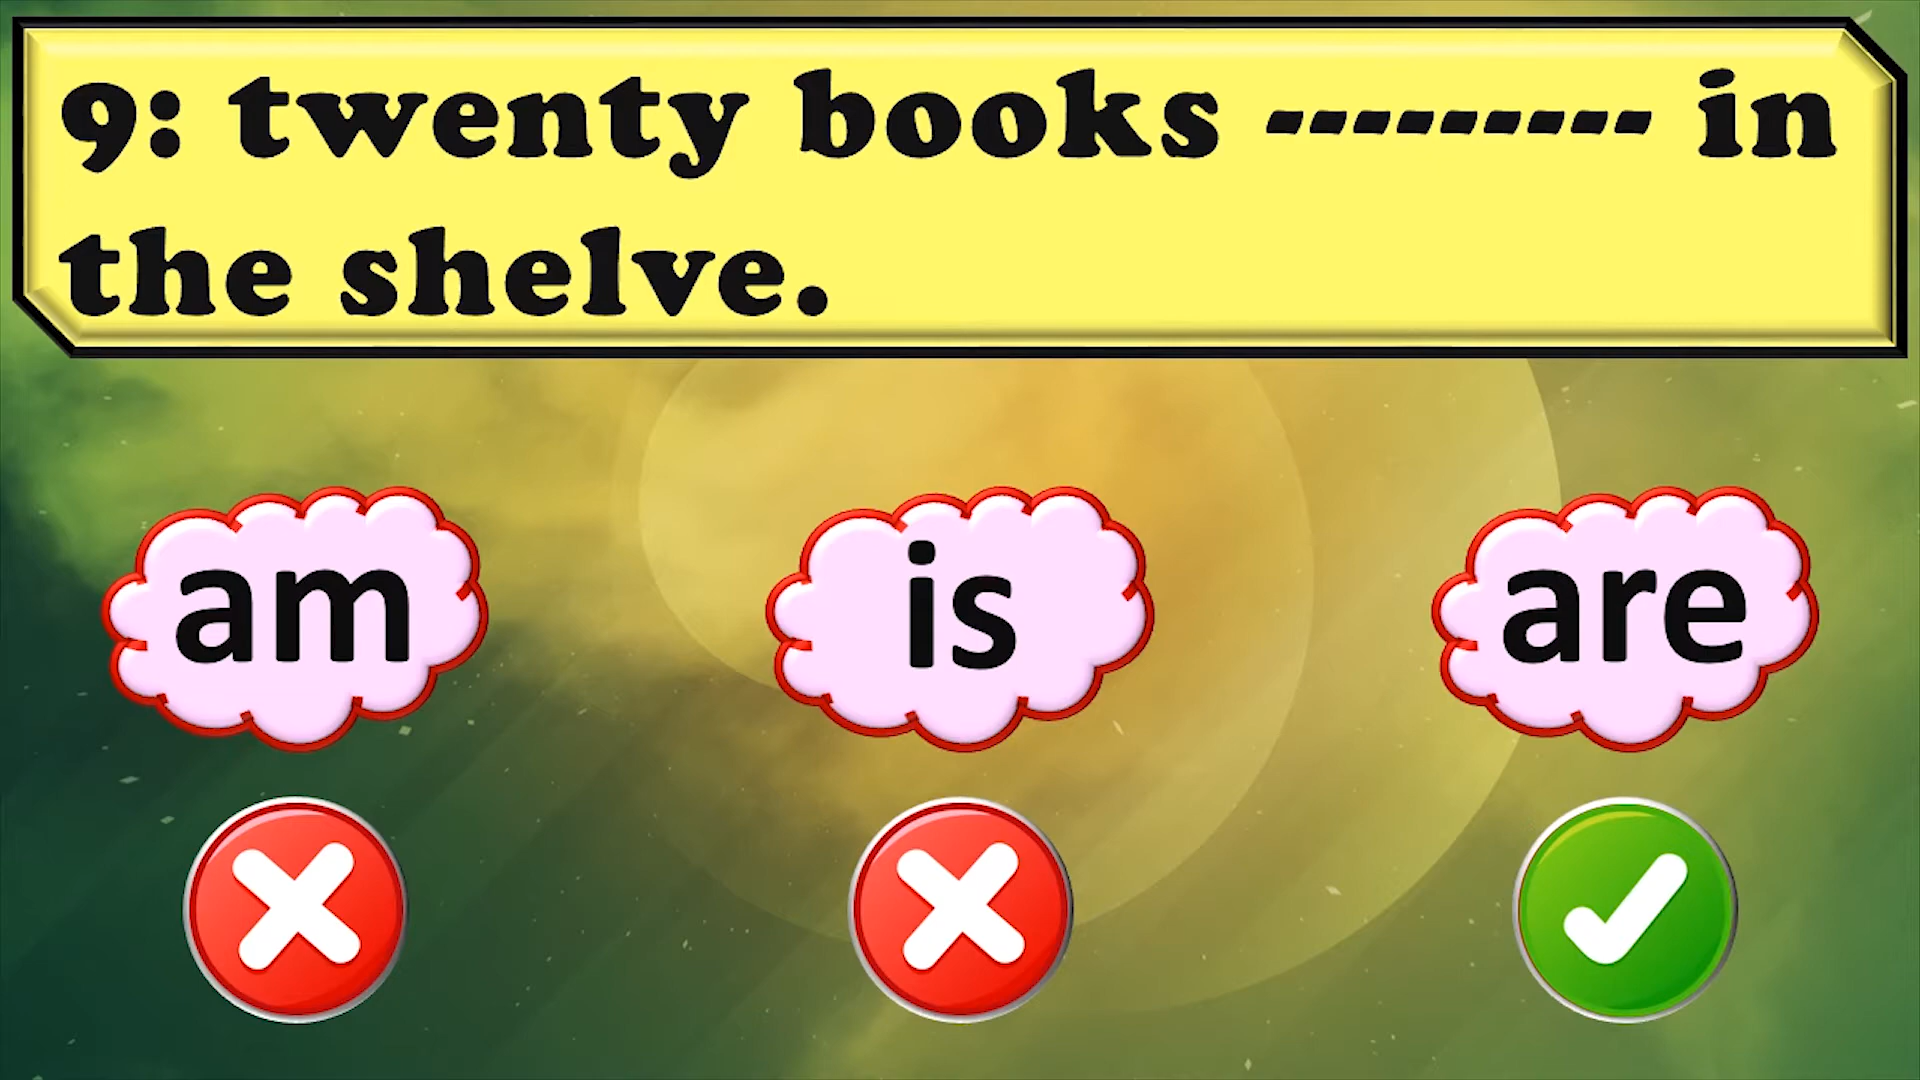 9: twenty books --------- in
the shelve.
am is are